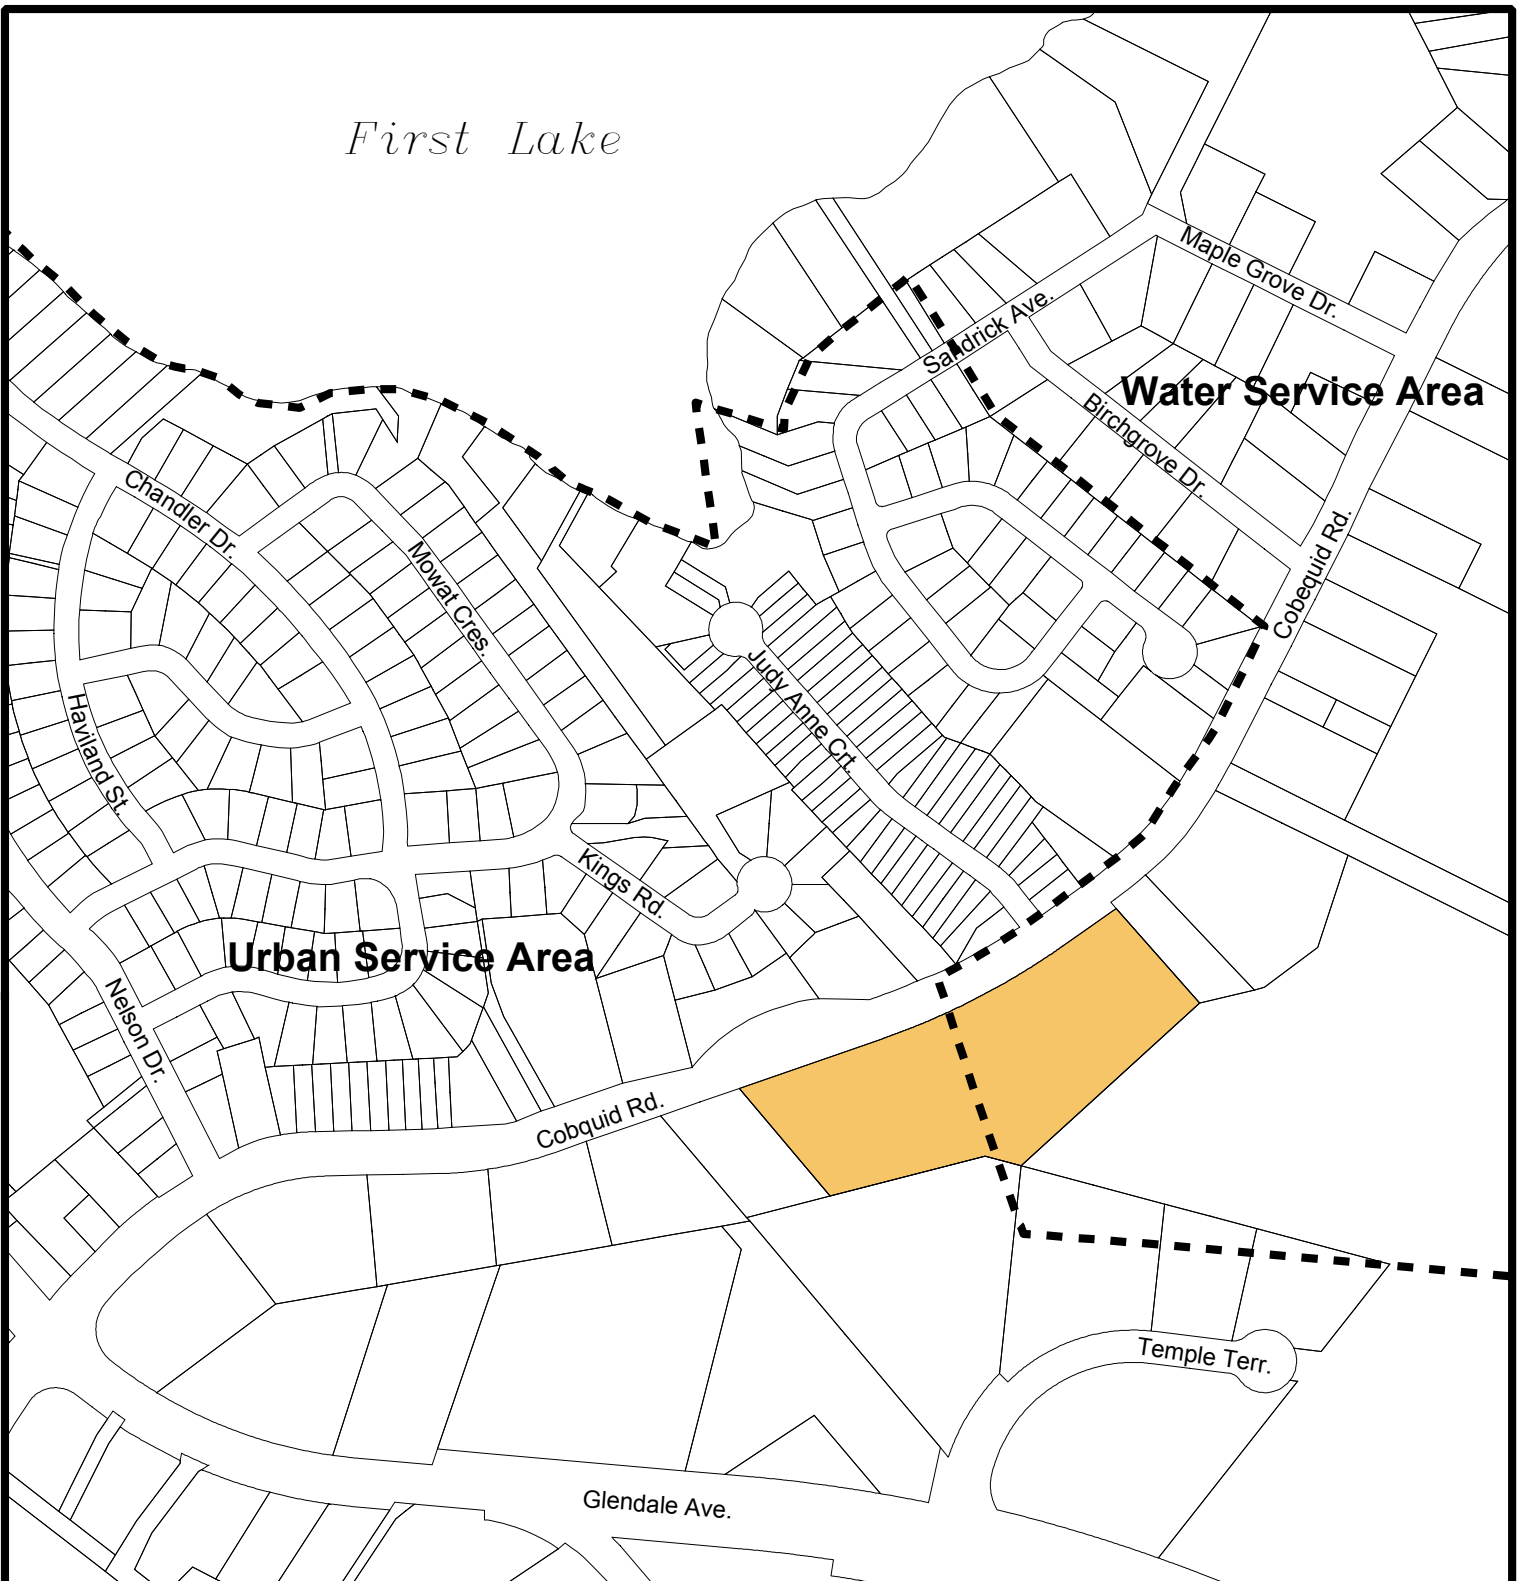 First Lake
Maple Grove Dr.
Sandrick Ave.
Water Service Area
Birchgrove Dr.
Chandler Dr.
Cobequid Rd.
Mowat Cres.
Judy Anne Crt.
Haviland St.
Kings Rd.
Urban Service Area
Nelson Dr.
Cobquid Rd.
Temple Terr.
Glendale Ave.